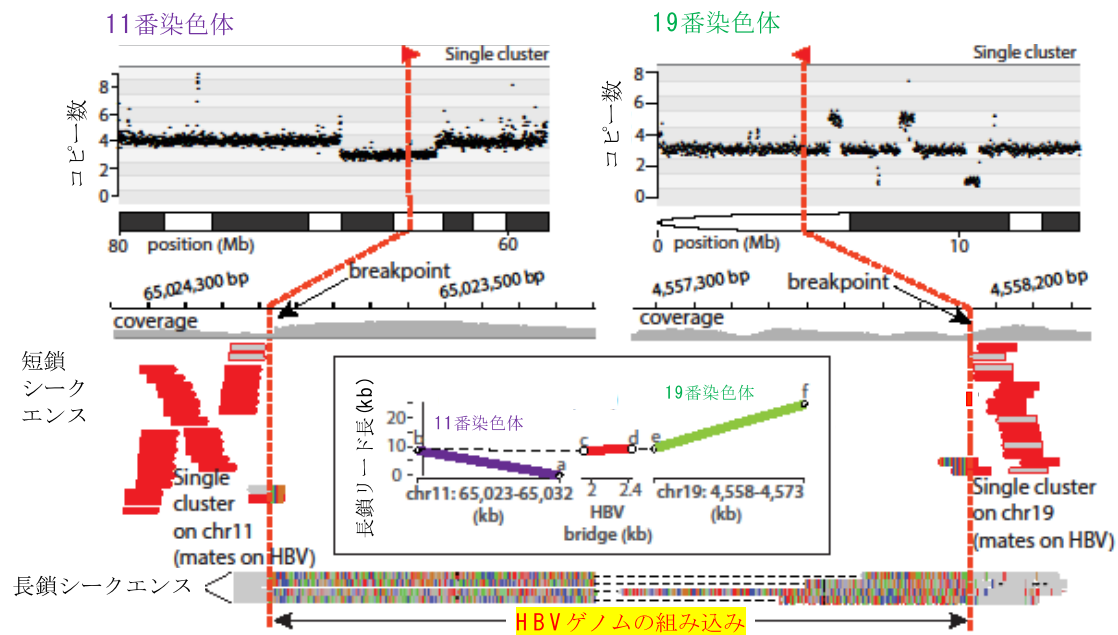 11番染色体
19番染色体
Single cluster
Single cluster
コピー数
8
6
4
2
0
コピー数
8
6
4
2
0
80
position (Mb)
60
0
position (Mb)
10
65,024,300 bp
breakpoint
65,023,500 bp
4,557,300 bp
breakpoint
4,558,200 bp
coverage
coverage
短鎖
シーク
エンス
長鎖リード長(kb)
20
10
0
11番染色体
19番染色体
b
a
c
d
e
f
chr11: 65,023-65,032
(kb)
2
2.4
HBV
bridge (kb)
chr19: 4,558-4,573
(kb)
Single
cluster
on chr11
(mates on HBV)
Single cluster
on chr19
(mates on HBV)
長鎖シークエンス
HBVゲノムの組み込み